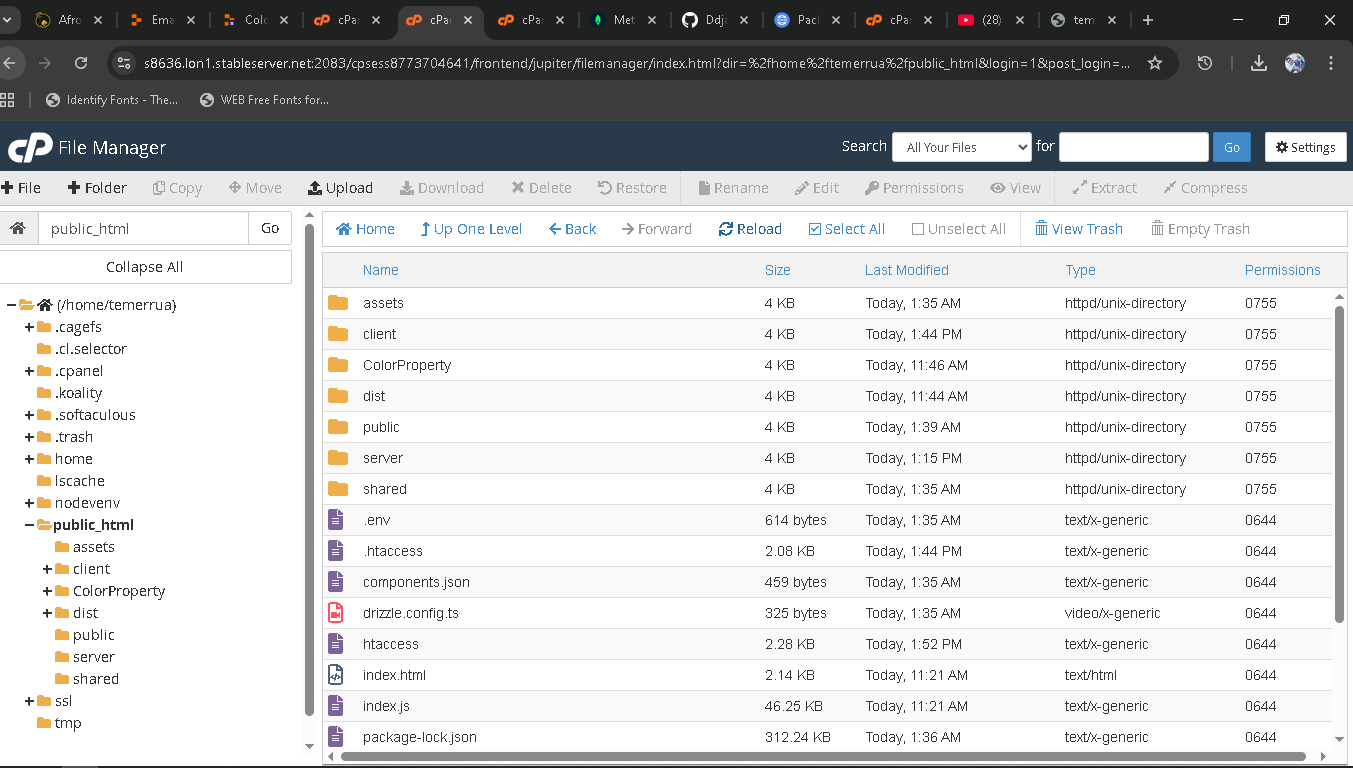 Afro
Ema
Colo
cPar
cPar
cPar
Met
Ddja
Pack
cPar
(28)
tem
s8636.lon1.stableserver.net:2083/cpsess8773704641/frontend/jupiter/filemanager/index.html?dir=%2fhome%2ftemerrua%2fpublic_html&login=1&post_login=...
Identify Fonts - The...
WEB Free Fonts for...
cP File Manager
Search All Your Files for Go Settings
File Folder Copy Move Upload Download Delete Restore Rename Edit Permissions View Extract Compress
public_html Go
Home Up One Level Back Forward Reload Select All Unselect All View Trash Empty Trash
Collapse All
(/home/temerrua)
.cagefs
.cl.selector
.cpanel
.koality
.softaculous
.trash
home
lscache
nodevenv
public_html
assets
client
ColorProperty
dist
public
server
shared
ssl
tmp
Name Size Last Modified Type Permissions
assets 4 KB Today, 1:35 AM httpd/unix-directory 0755
client 4 KB Today, 1:44 PM httpd/unix-directory 0755
ColorProperty 4 KB Today, 11:46 AM httpd/unix-directory 0755
dist 4 KB Today, 11:44 AM httpd/unix-directory 0755
public 4 KB Today, 1:39 AM httpd/unix-directory 0755
server 4 KB Today, 1:15 PM httpd/unix-directory 0755
shared 4 KB Today, 1:35 AM httpd/unix-directory 0755
.env 614 bytes Today, 1:35 AM text/x-generic 0644
.htaccess 2.08 KB Today, 1:44 PM text/x-generic 0644
components.json 459 bytes Today, 1:35 AM text/x-generic 0644
drizzle.config.ts 325 bytes Today, 1:35 AM video/x-generic 0644
htaccess 2.28 KB Today, 1:52 PM text/x-generic 0644
index.html 2.14 KB Today, 11:21 AM text/html 0644
index.js 46.25 KB Today, 11:21 AM text/x-generic 0644
package-lock.json 312.24 KB Today, 1:36 AM text/x-generic 0644